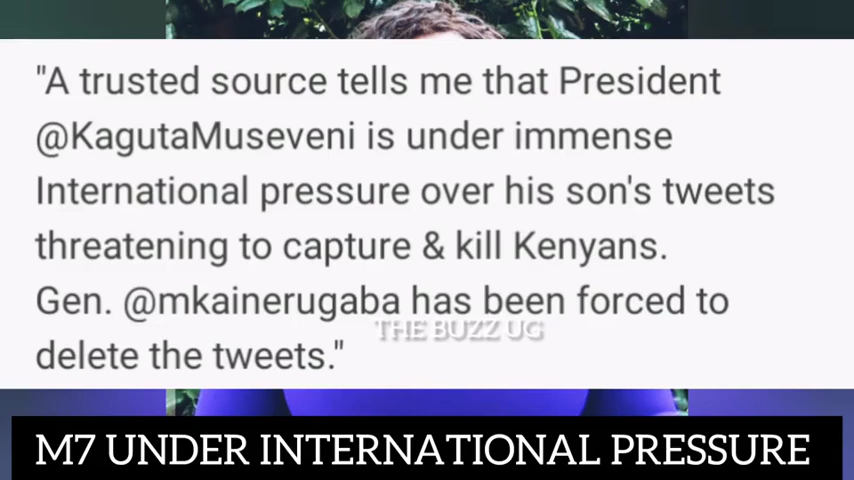 "A trusted source tells me that President
@KagutaMuseveni is under immense
International pressure over his son's tweets
threatening to capture & kill Kenyans.
Gen. @mkainerugaba has been forced to
THE BUZZ UG
delete the tweets."
M7 UNDER INTERNATIONAL PRESSURE